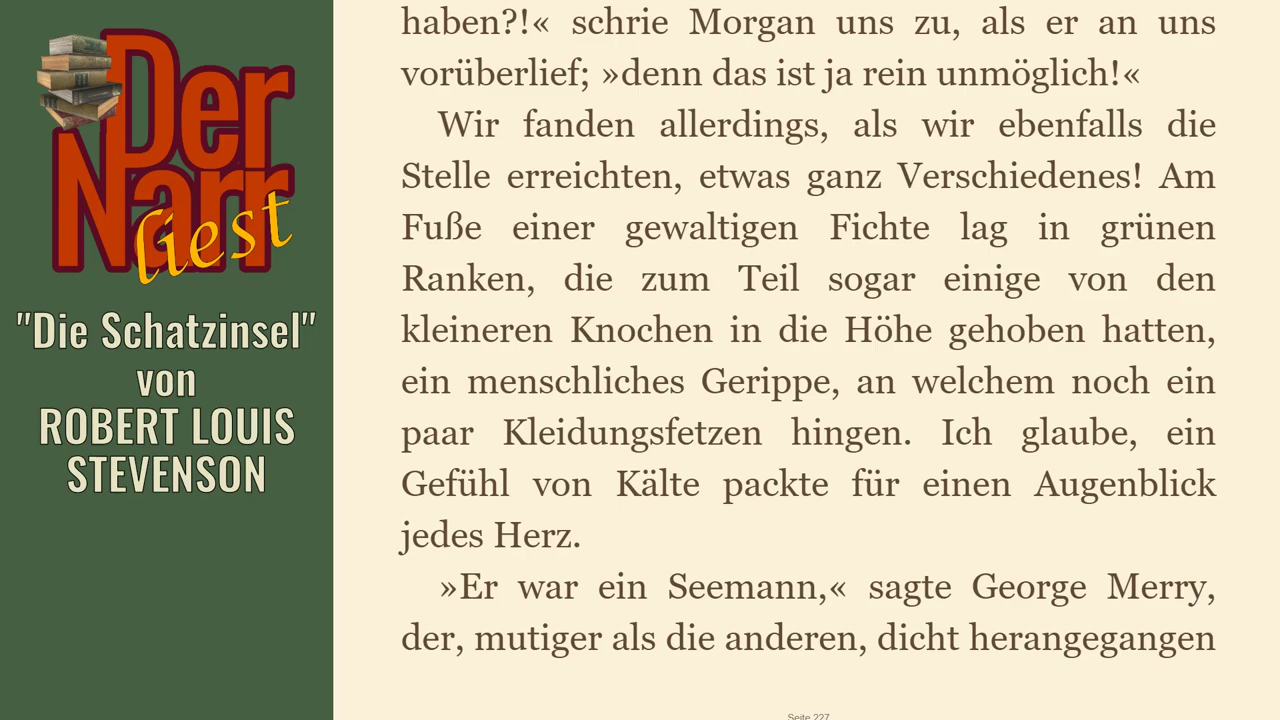 Der
Narr
liest
"Die Schatzinsel"
von
ROBERT LOUIS
STEVENSON
haben?!« schrie Morgan uns zu, als er an uns
vorüberlief; »denn das ist ja rein unmöglich!«
Wir fanden allerdings, als wir ebenfalls die
Stelle erreichten, etwas ganz Verschiedenes! Am
Fuße einer gewaltigen Fichte lag in grünen
Ranken, die zum Teil sogar einige von den
kleineren Knochen in die Höhe gehoben hatten,
ein menschliches Gerippe, an welchem noch ein
paar Kleidungsfetzen hingen. Ich glaube, ein
Gefühl von Kälte packte für einen Augenblick
jedes Herz.
»Er war ein Seemann,« sagte George Merry,
der, mutiger als die anderen, dicht herangegangen
Seite 227